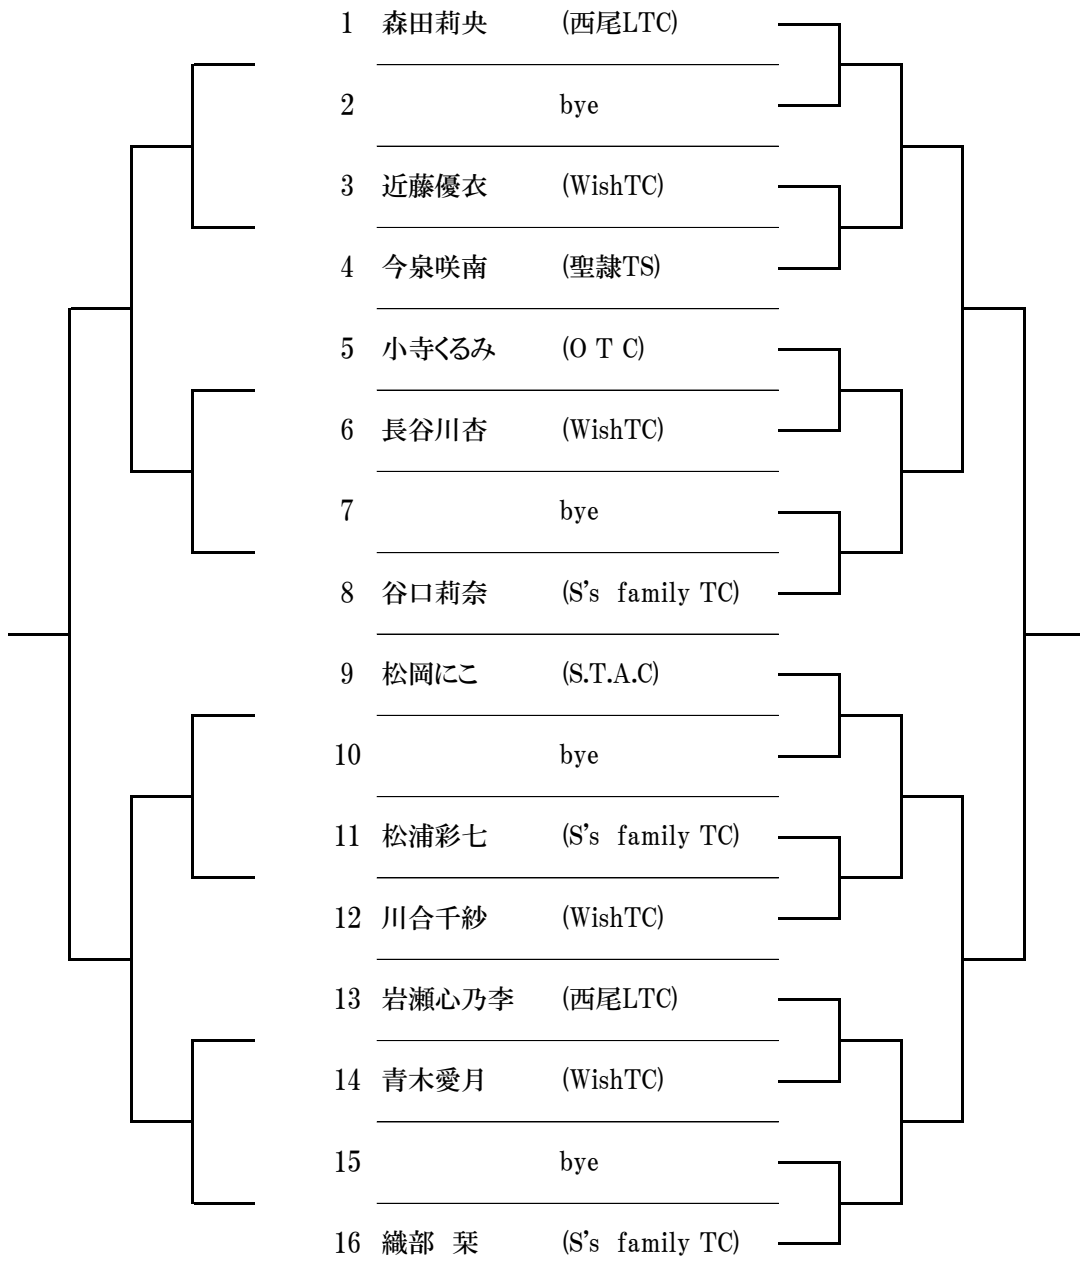 1 森田莉央 (西尾LTC)
2 bye
3 近藤優衣 (WishTC)
4 今泉咲南 (聖隷TS)
5 小寺くるみ (O T C)
6 長谷川杏 (WishTC)
7 bye
8 谷口莉奈 (S’s family TC)
9 松岡にこ (S.T.A.C)
10 bye
11 松浦彩七 (S’s family TC)
12 川合千紗 (WishTC)
13 岩瀬心乃李 (西尾LTC)
14 青木愛月 (WishTC)
15 bye
16 織部 栞 (S’s family TC)